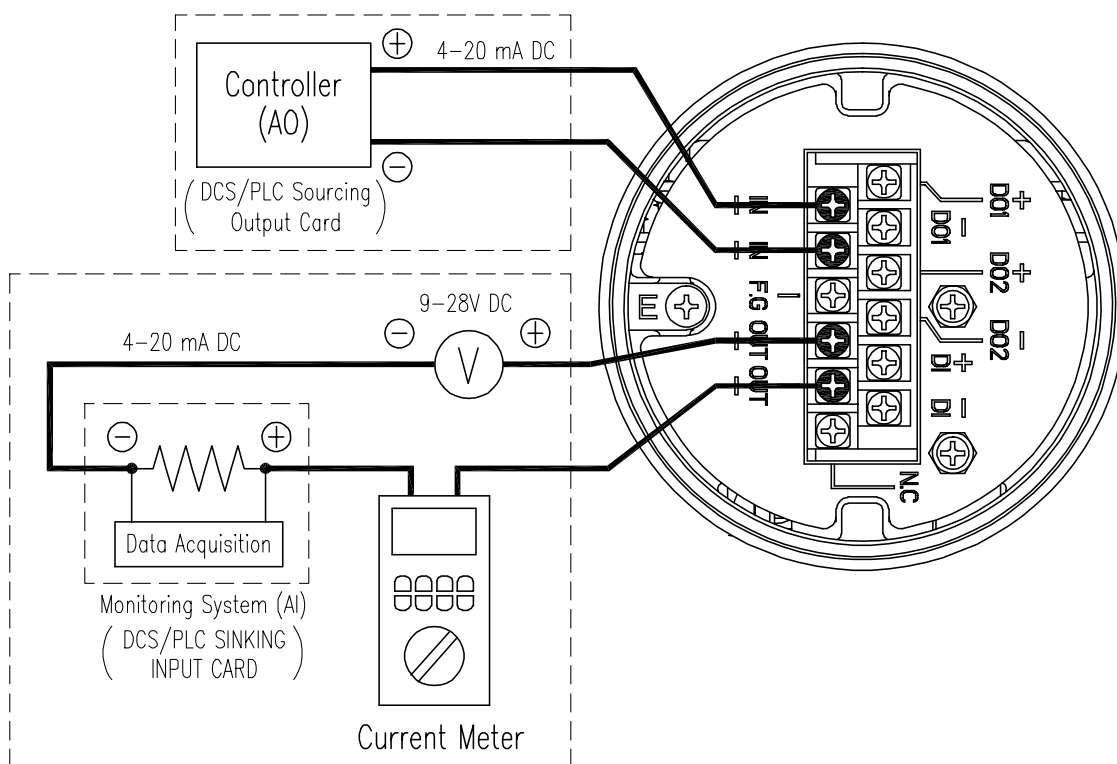 4-20 mA DC
Controller
(AO)
(DCS/PLC Sourcing
Output Card)
+
−
4-20 mA DC
9-28V DC
−
+
V
−
+
Data Acquisition
Monitoring System (AI)
(DCS/PLC SINKING
INPUT CARD)
Current Meter
IN
IN
F.G
OUT
OUT
E
DO1 +
DO1 −
DO2 +
DO2 −
DI +
DI −
N.C